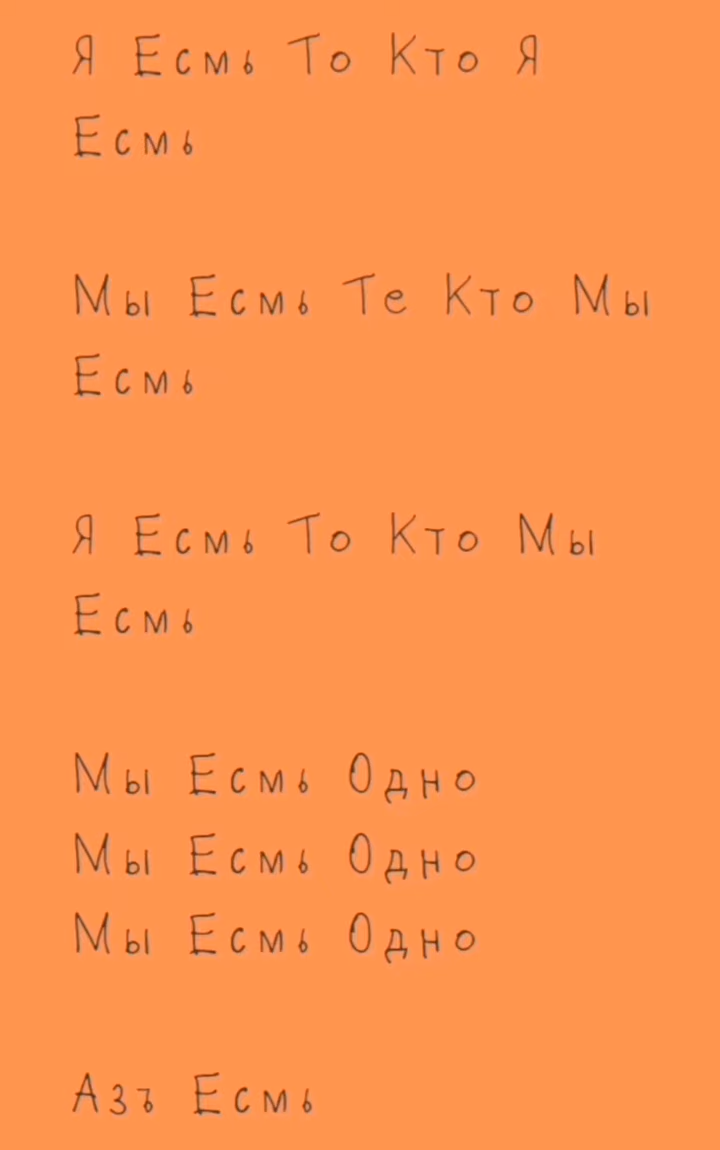 Я Есмь То Кто Я
Есмь
Мы Есмь Те Кто Мы
Есмь
Я Есмь То Кто Мы
Есмь
Мы Есмь Одно
Мы Есмь Одно
Мы Есмь Одно
Азъ Есмь